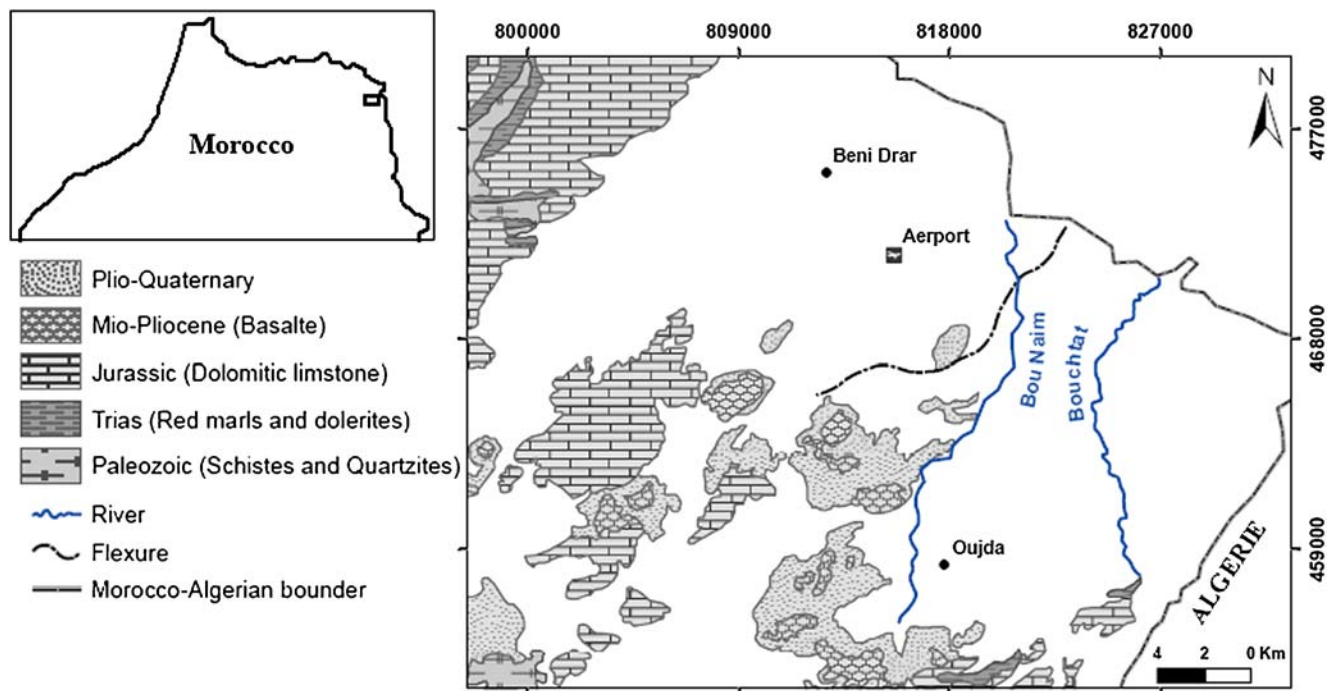 Morocco
Plio-Quaternary
Mio-Pliocene (Basalte)
Jurassic (Dolomitic limstone)
Trias (Red marls and dolerites)
Paleozoic (Schistes and Quartzites)
River
Flexure
Morocco-Algerian bounder
800000
809000
818000
827000
N
477000
468000
459000
Beni Drar
Aerport
Bou Naim
Bouchtat
Oujda
ALGERIE
4 2 0 Km